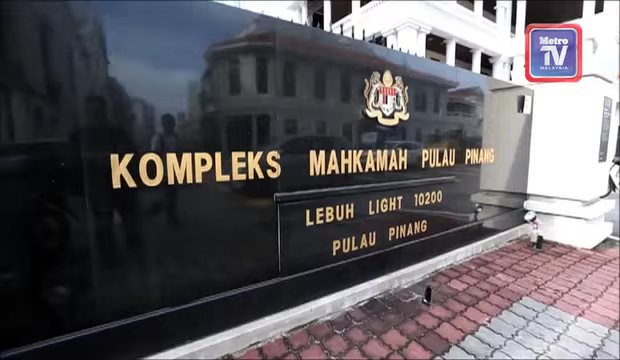 Metro
TV
MALAYSIA
KOMPLEKS MAHKAMAH PULAU PINANG
LEBUH LIGHT 10200
PULAU PINANG